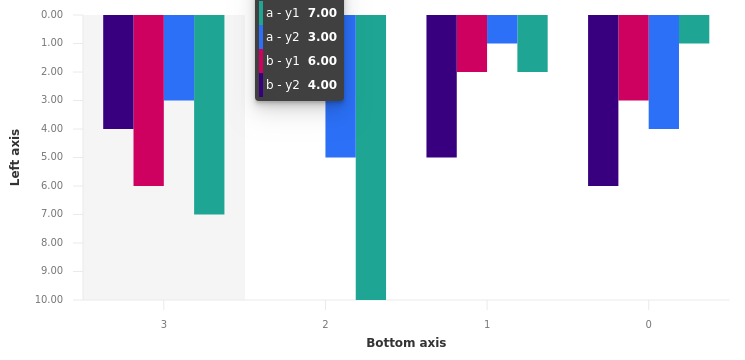 a - y1 7.00
a - y2 3.00
b - y1 6.00
b - y2 4.00
0.00
1.00
2.00
3.00
4.00
5.00
6.00
7.00
8.00
9.00
10.00
Left axis
3 2 1 0
Bottom axis